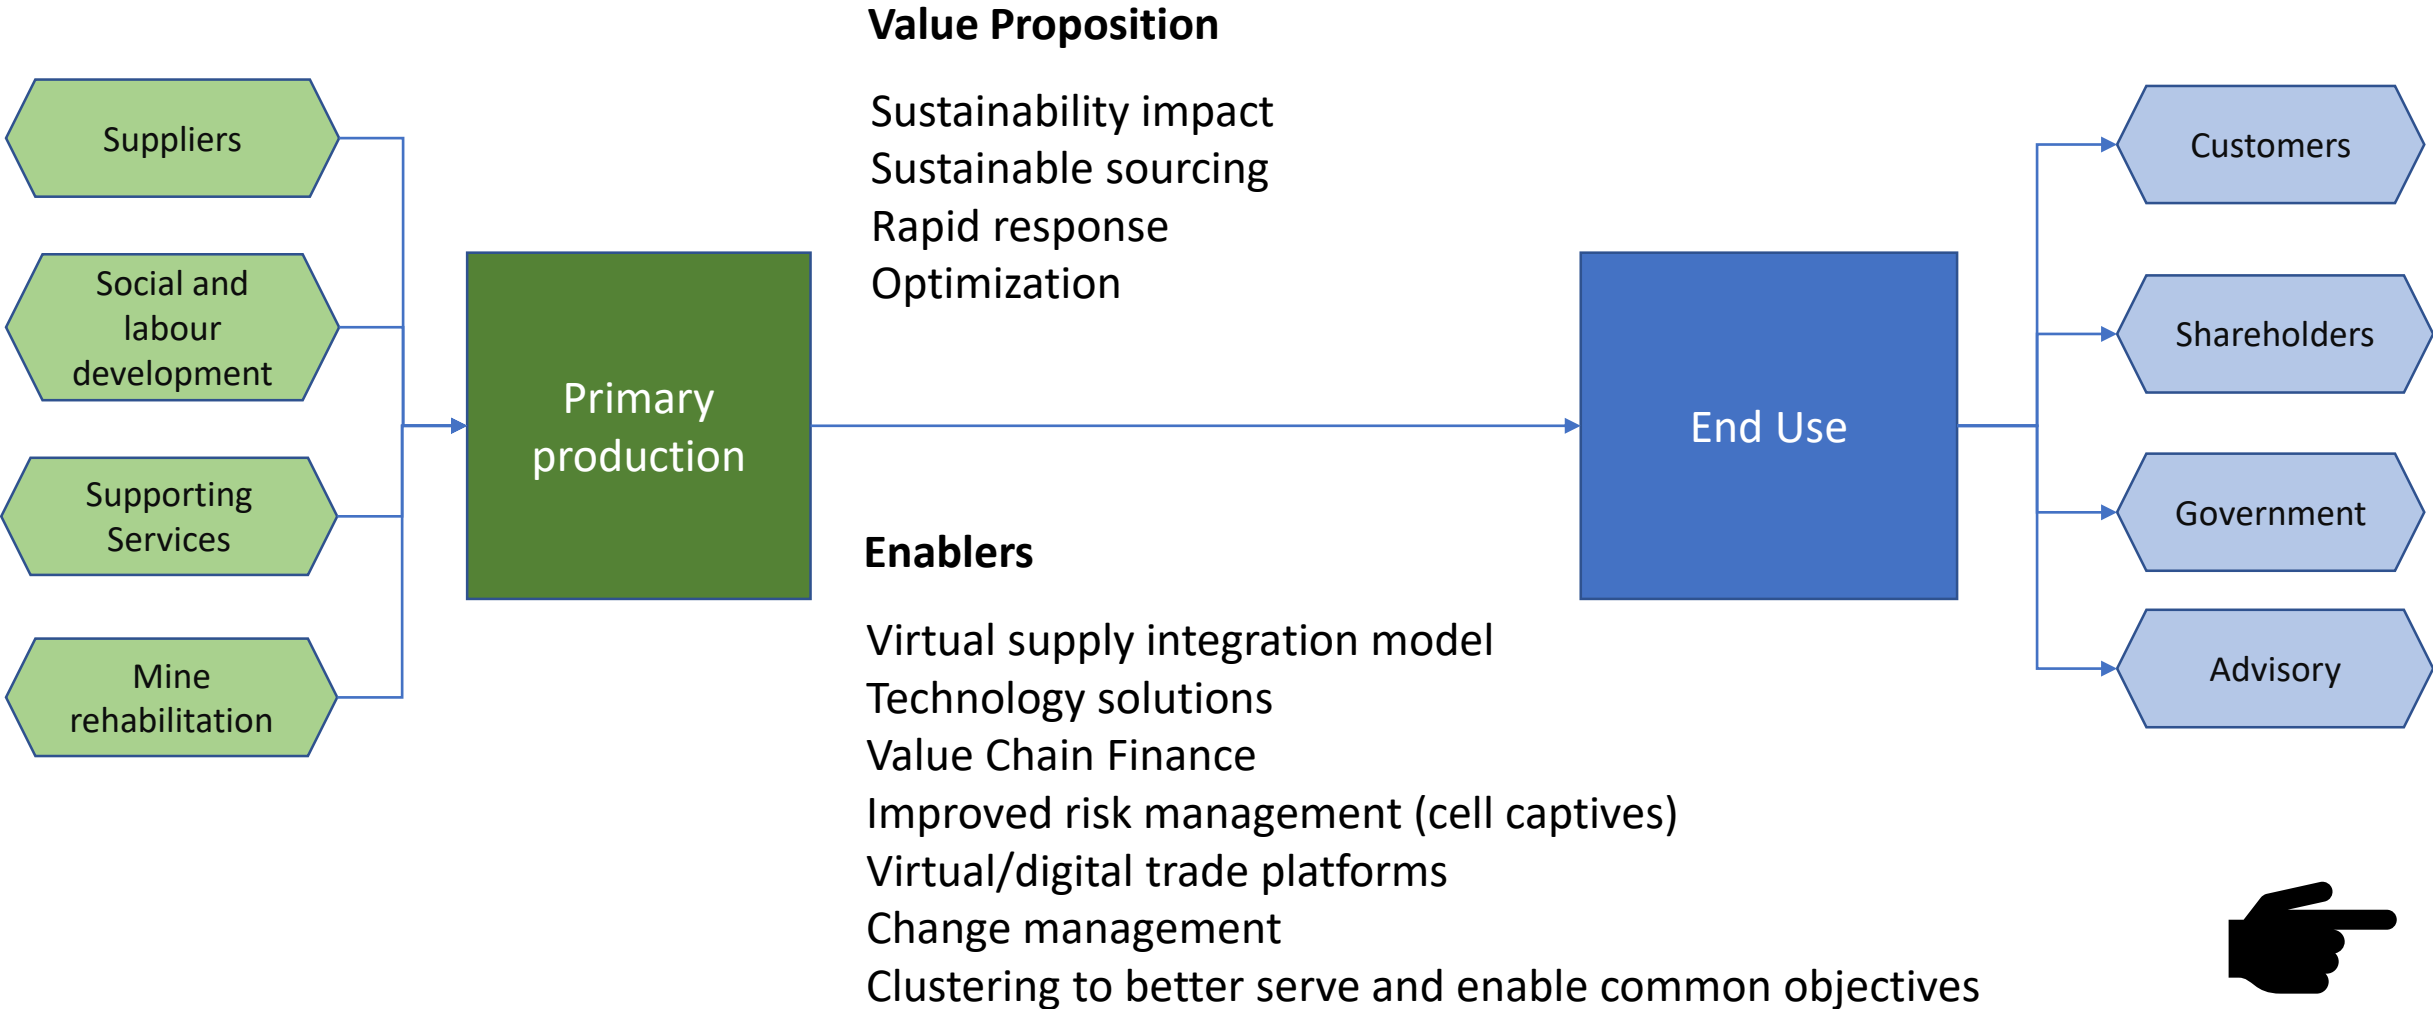 Value Proposition
Sustainability impact
Sustainable sourcing
Rapid response
Optimization
Suppliers
Social and
labour
development
Supporting
Services
Mine
rehabilitation
Primary
production
End Use
Customers
Shareholders
Government
Advisory
Enablers
Virtual supply integration model
Technology solutions
Value Chain Finance
Improved risk management (cell captives)
Virtual/digital trade platforms
Change management
Clustering to better serve and enable common objectives